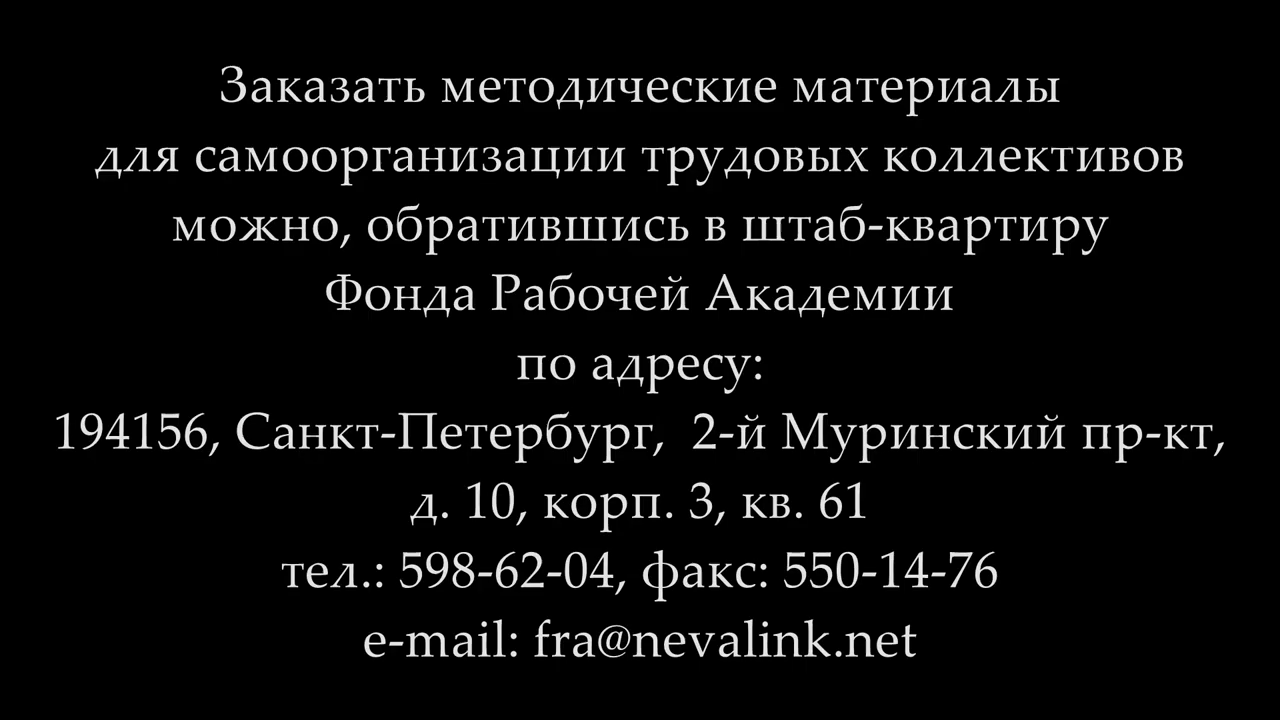 Заказать методические материалы
для самоорганизации трудовых коллективов
можно, обратившись в штаб-квартиру
Фонда Рабочей Академии
по адресу:
194156, Санкт-Петербург, 2-й Муринский пр-кт,
д. 10, корп. 3, кв. 61
тел.: 598-62-04, факс: 550-14-76
e-mail: fra@nevalink.net